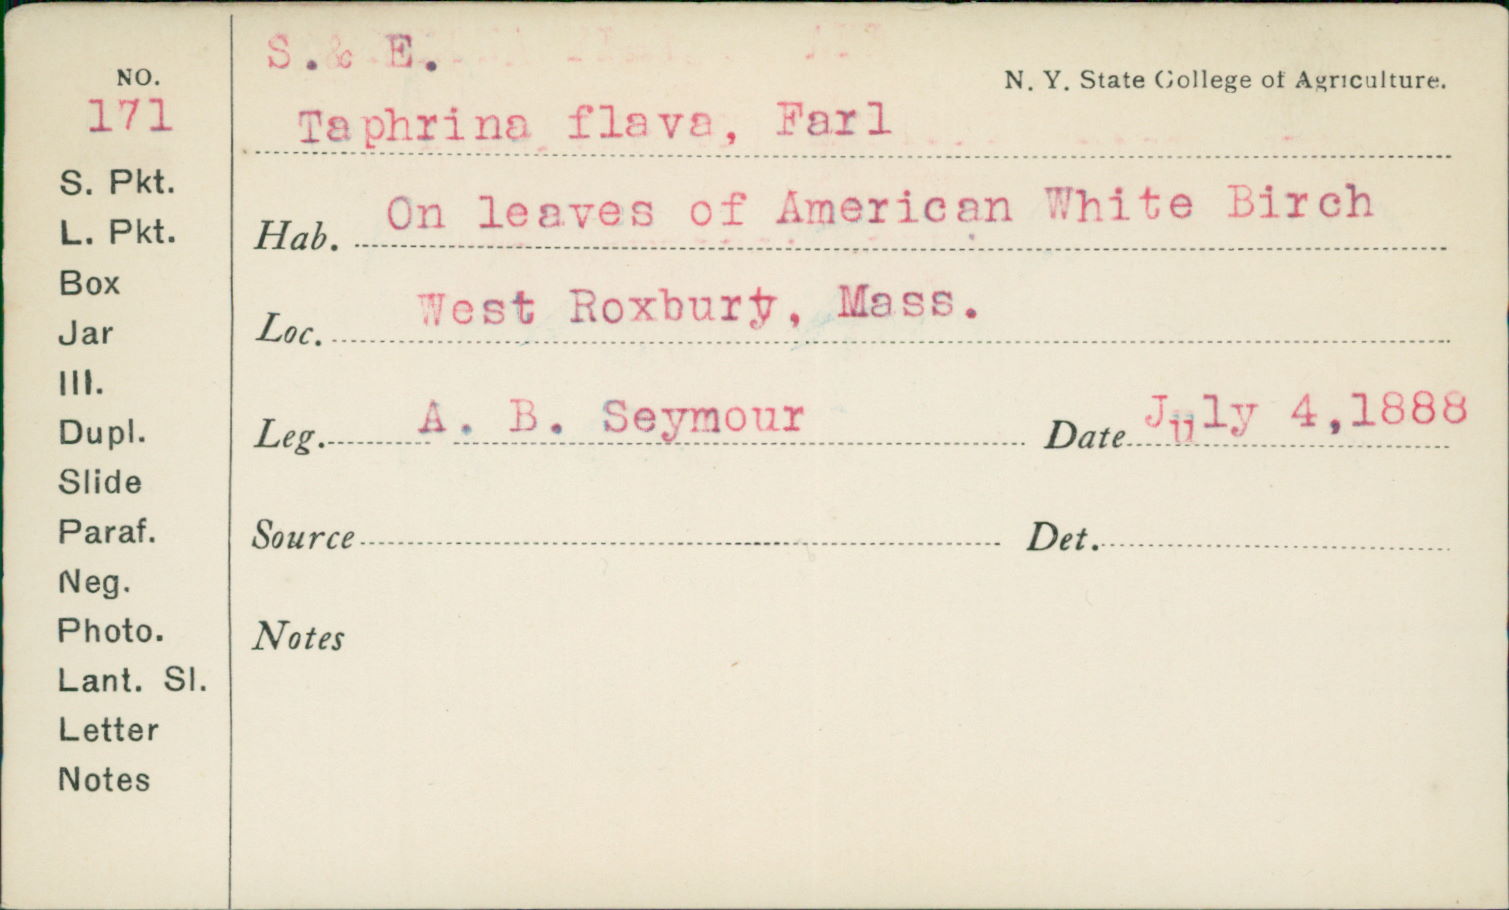 S.& E.
N. Y. State College of Agriculture.
NO.
171
Taphrina flava, Farl
S. Pkt.
L. Pkt.
Box
Jar
Ill.
Dupl.
Slide
Paraf.
Neg.
Photo.
Lant. Sl.
Letter
Notes
Hab. On leaves of American White Birch
Loc. West Roxbury, Mass.
Leg. A. B. Seymour Date July 4,1888
Source Det.
Notes